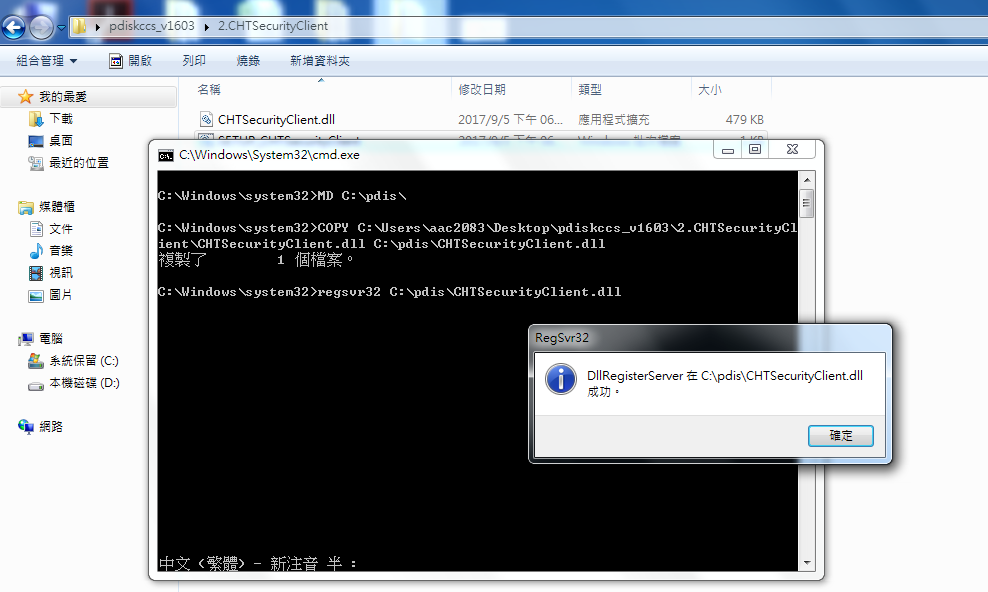 pdiskccs_v1603 ▸ 2.CHTSecurityClient
組合管理 開啟 列印 燒錄 新增資料夾
我的最愛
下載
桌面
最近的位置
媒體櫃
文件
音樂
視訊
圖片
電腦
系統保留 (C:)
本機磁碟 (D:)
網路
名稱 修改日期 類型 大小
CHTSecurityClient.dll 2017/9/5 下午 06... 應用程式擴充 479 KB
C:\Windows\System32\cmd.exe
C:\Windows\system32>MD C:\pdis\
C:\Windows\system32>COPY C:\Users\aac2083\Desktop\pdiskccs_v1603\2.CHTSecurityCl
ient\CHTSecurityClient.dll C:\pdis\CHTSecurityClient.dll
複製了 1 個檔案。
C:\Windows\system32>regsvr32 C:\pdis\CHTSecurityClient.dll
中文 (繁體) - 新注音 半 :
RegSvr32
DllRegisterServer 在 C:\pdis\CHTSecurityClient.dll
成功。
確定